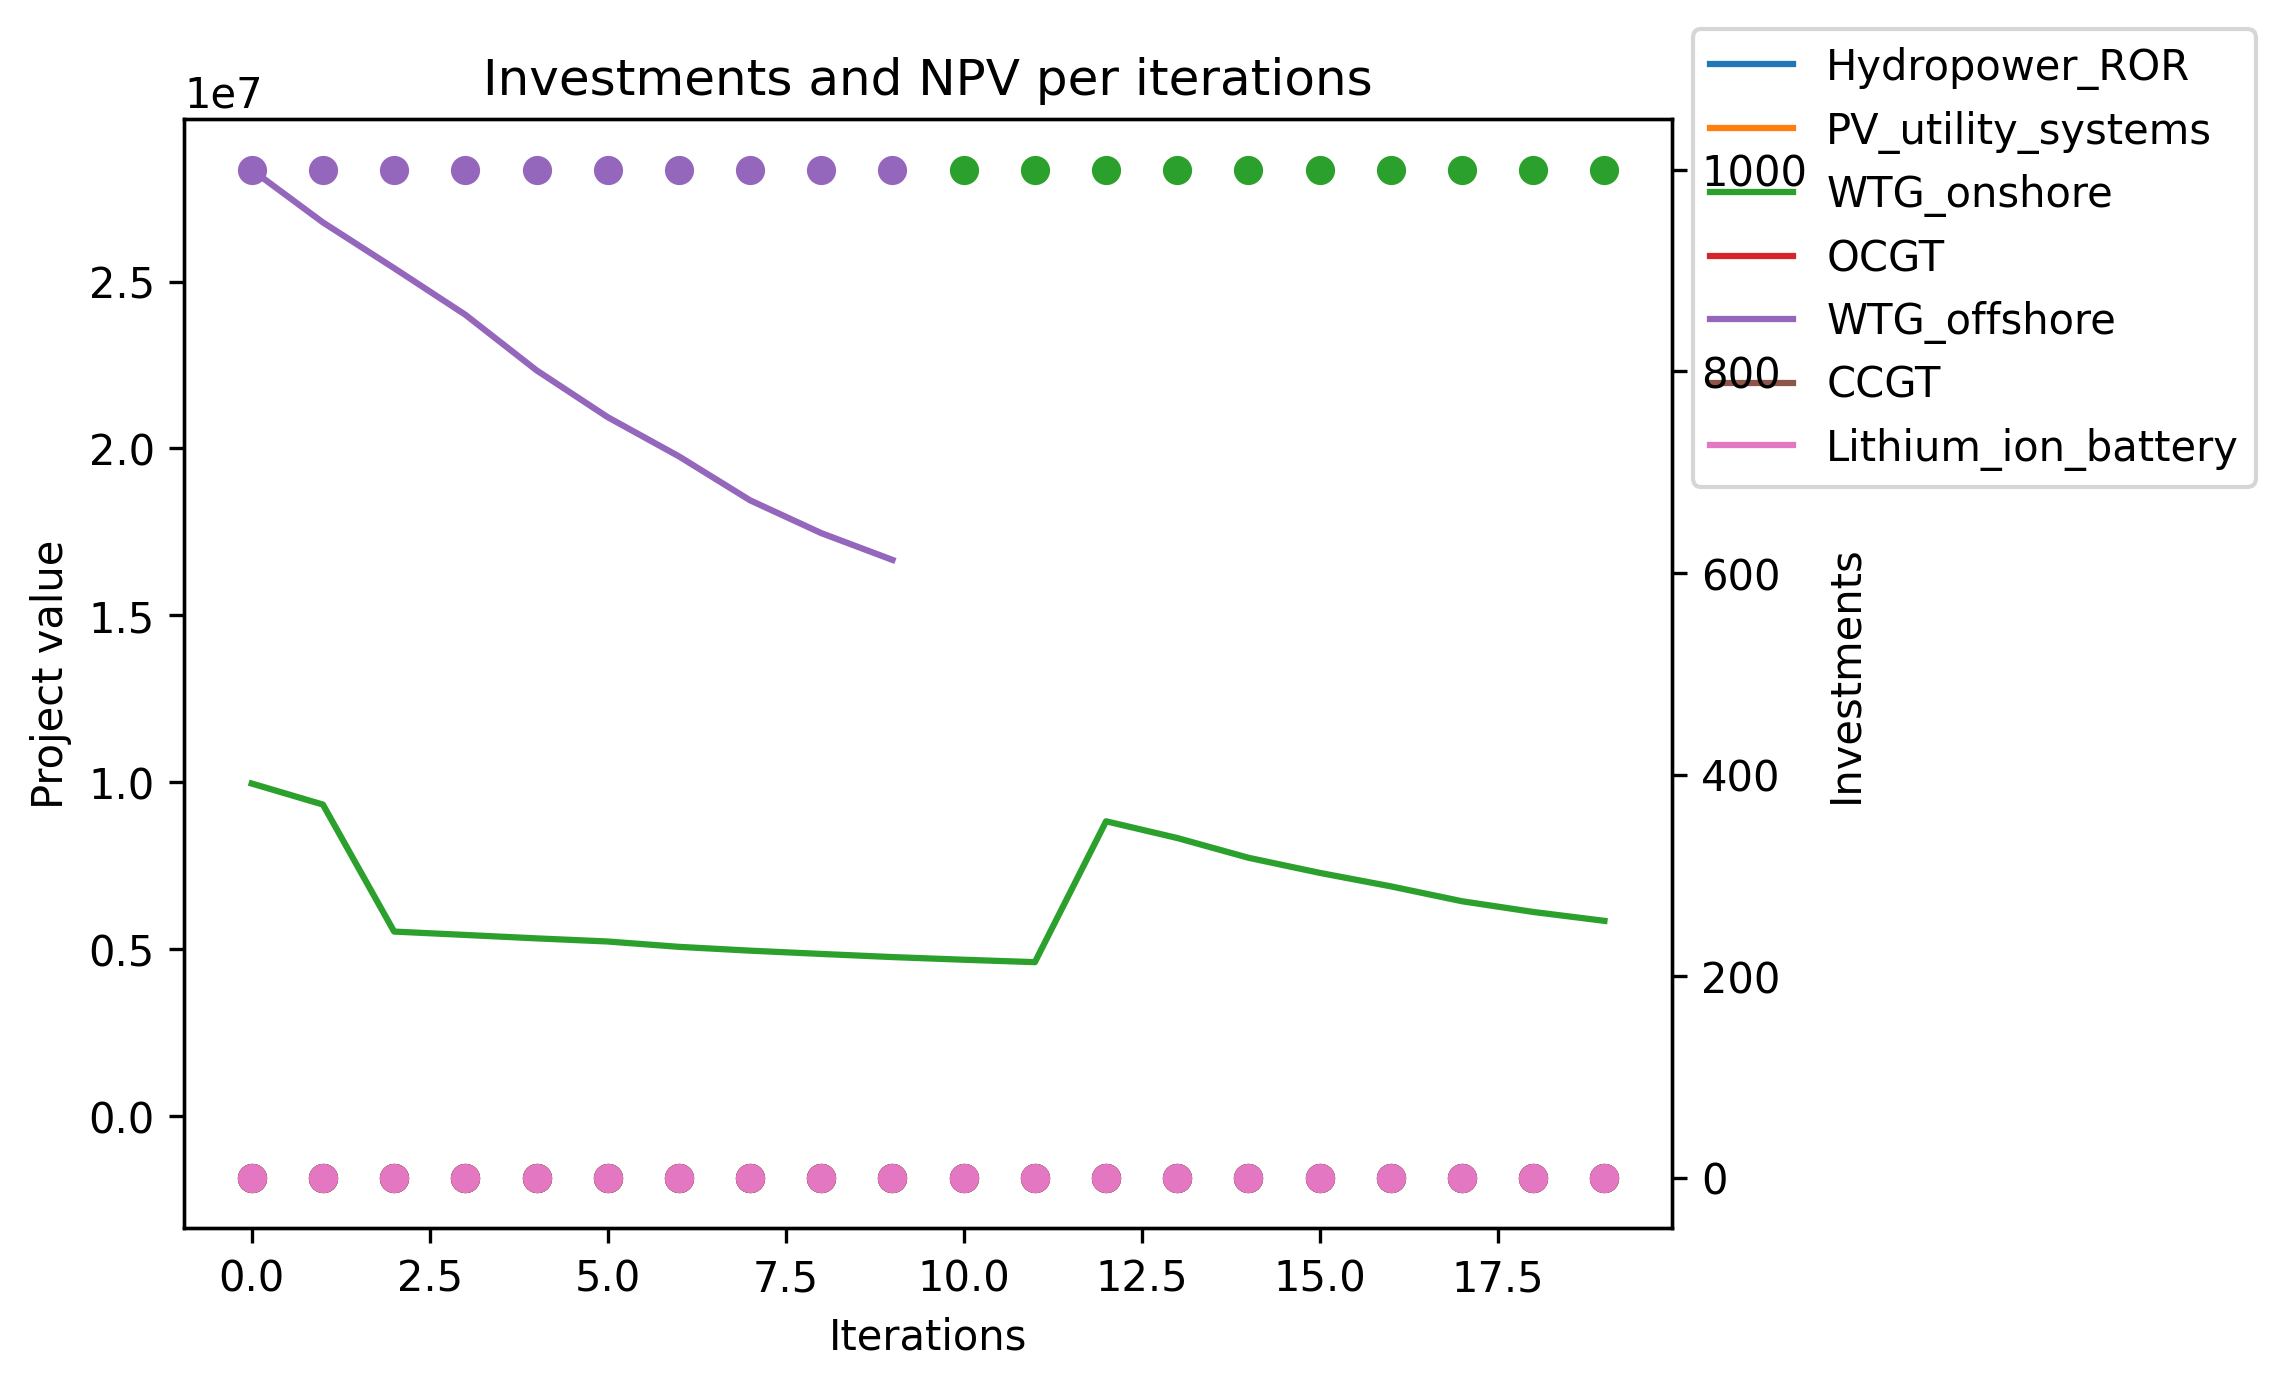 Investments and NPV per iterations
1e7
2.5
2.0
1.5
1.0
0.5
0.0
Project value
0.0 2.5 5.0 7.5 10.0 12.5 15.0 17.5
Iterations
1000
800
600
400
200
0
Investments
Hydropower_ROR
PV_utility_systems
WTG_onshore
OCGT
WTG_offshore
CCGT
Lithium_ion_battery